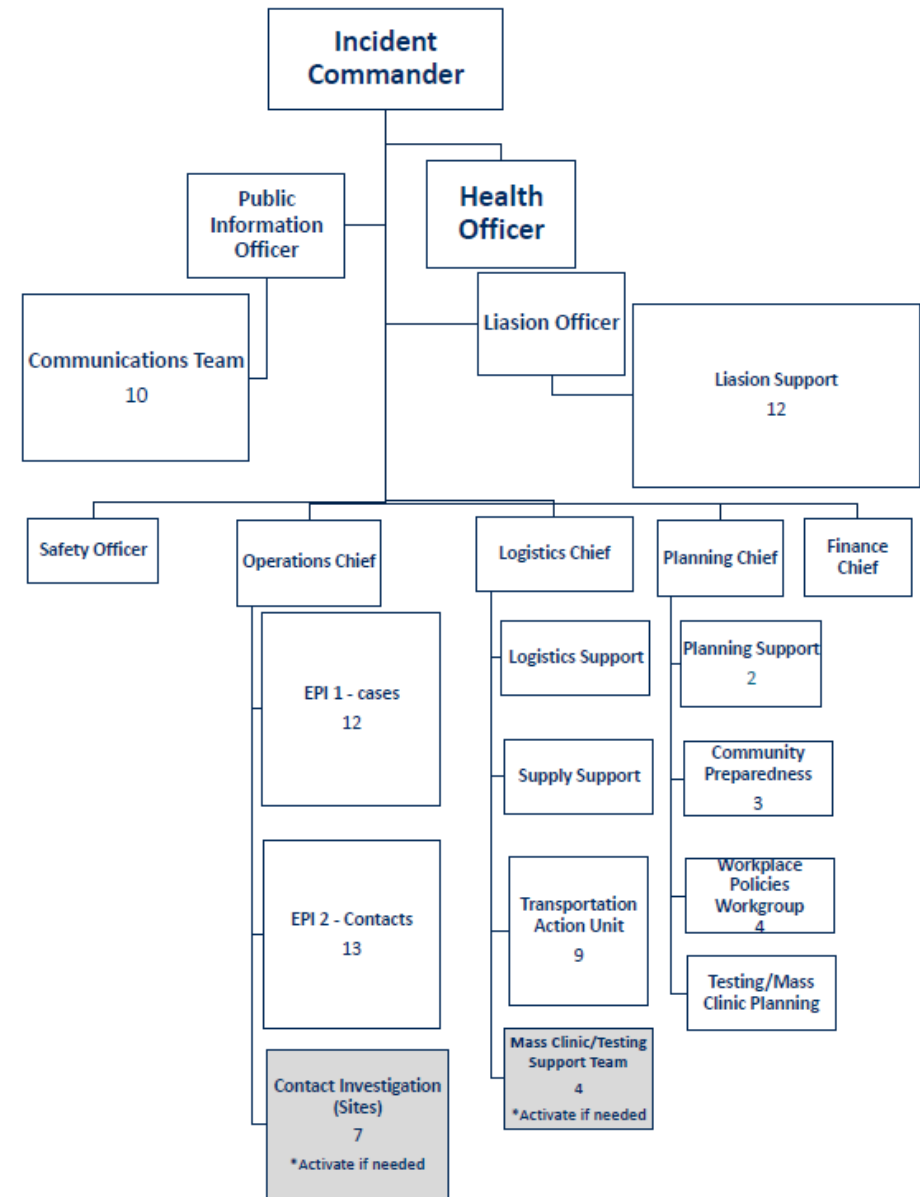 Incident
Commander
Health
Officer
Public
Information
Officer
Liasion Officer
Communications Team
10
Liasion Support
12
Safety Officer
Operations Chief
Logistics Chief
Planning Chief
Finance
Chief
EPI 1 - cases
12
EPI 2 - Contacts
13
Contact Investigation
(Sites)
7
*Activate if needed
Logistics Support
Supply Support
Transportation
Action Unit
9
Mass Clinic/Testing
Support Team
4
*Activate if needed
Planning Support
2
Community
Preparedness
3
Workplace
Policies
Workgroup
4
Testing/Mass
Clinic Planning